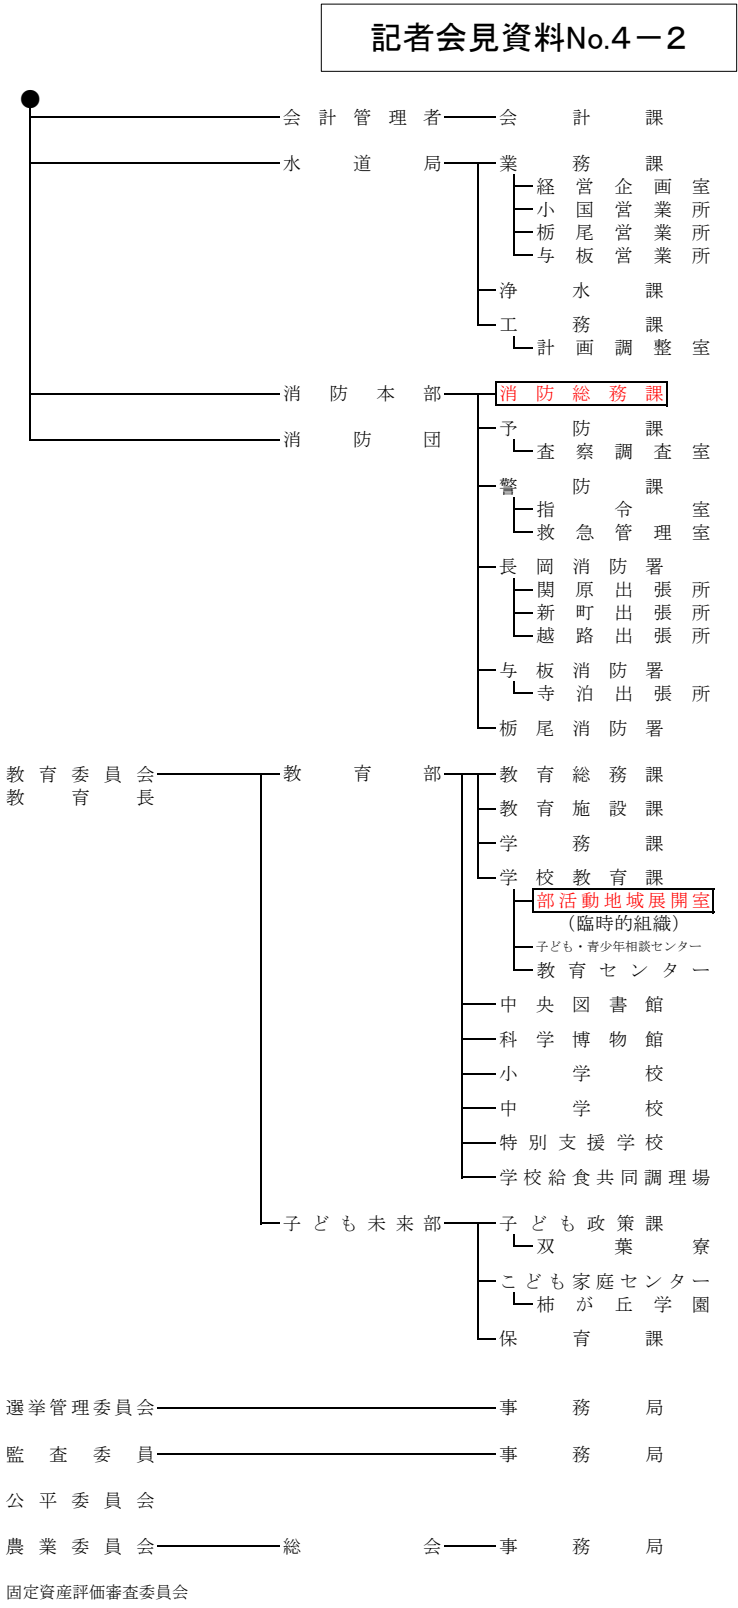 記者会見資料No.4－2
会計管理者 会計課
水道局 業務課
経営企画室
小国営業所
栃尾営業所
与板営業所
浄水課
工務課
計画調整室
消防本部 消防総務課
予防課
消防団
査察調査室
警防課
指令室
救急管理室
長岡消防署
関原出張所
新町出張所
越路出張所
与板消防署
寺泊出張所
栃尾消防署
教育委員会 教育部 教育総務課
教育長
教育施設課
学務課
学校教育課
部活動地域展開室
（臨時的組織）
子ども・青少年相談センター
教育センター
中央図書館
科学博物館
小学校
中学校
特別支援学校
学校給食共同調理場
子ども未来部 子ども政策課
双葉寮
こども家庭センター
柿が丘学園
保育課
選挙管理委員会 事務局
監査委員 事務局
公平委員会
農業委員会 総会 事務局
固定資産評価審査委員会